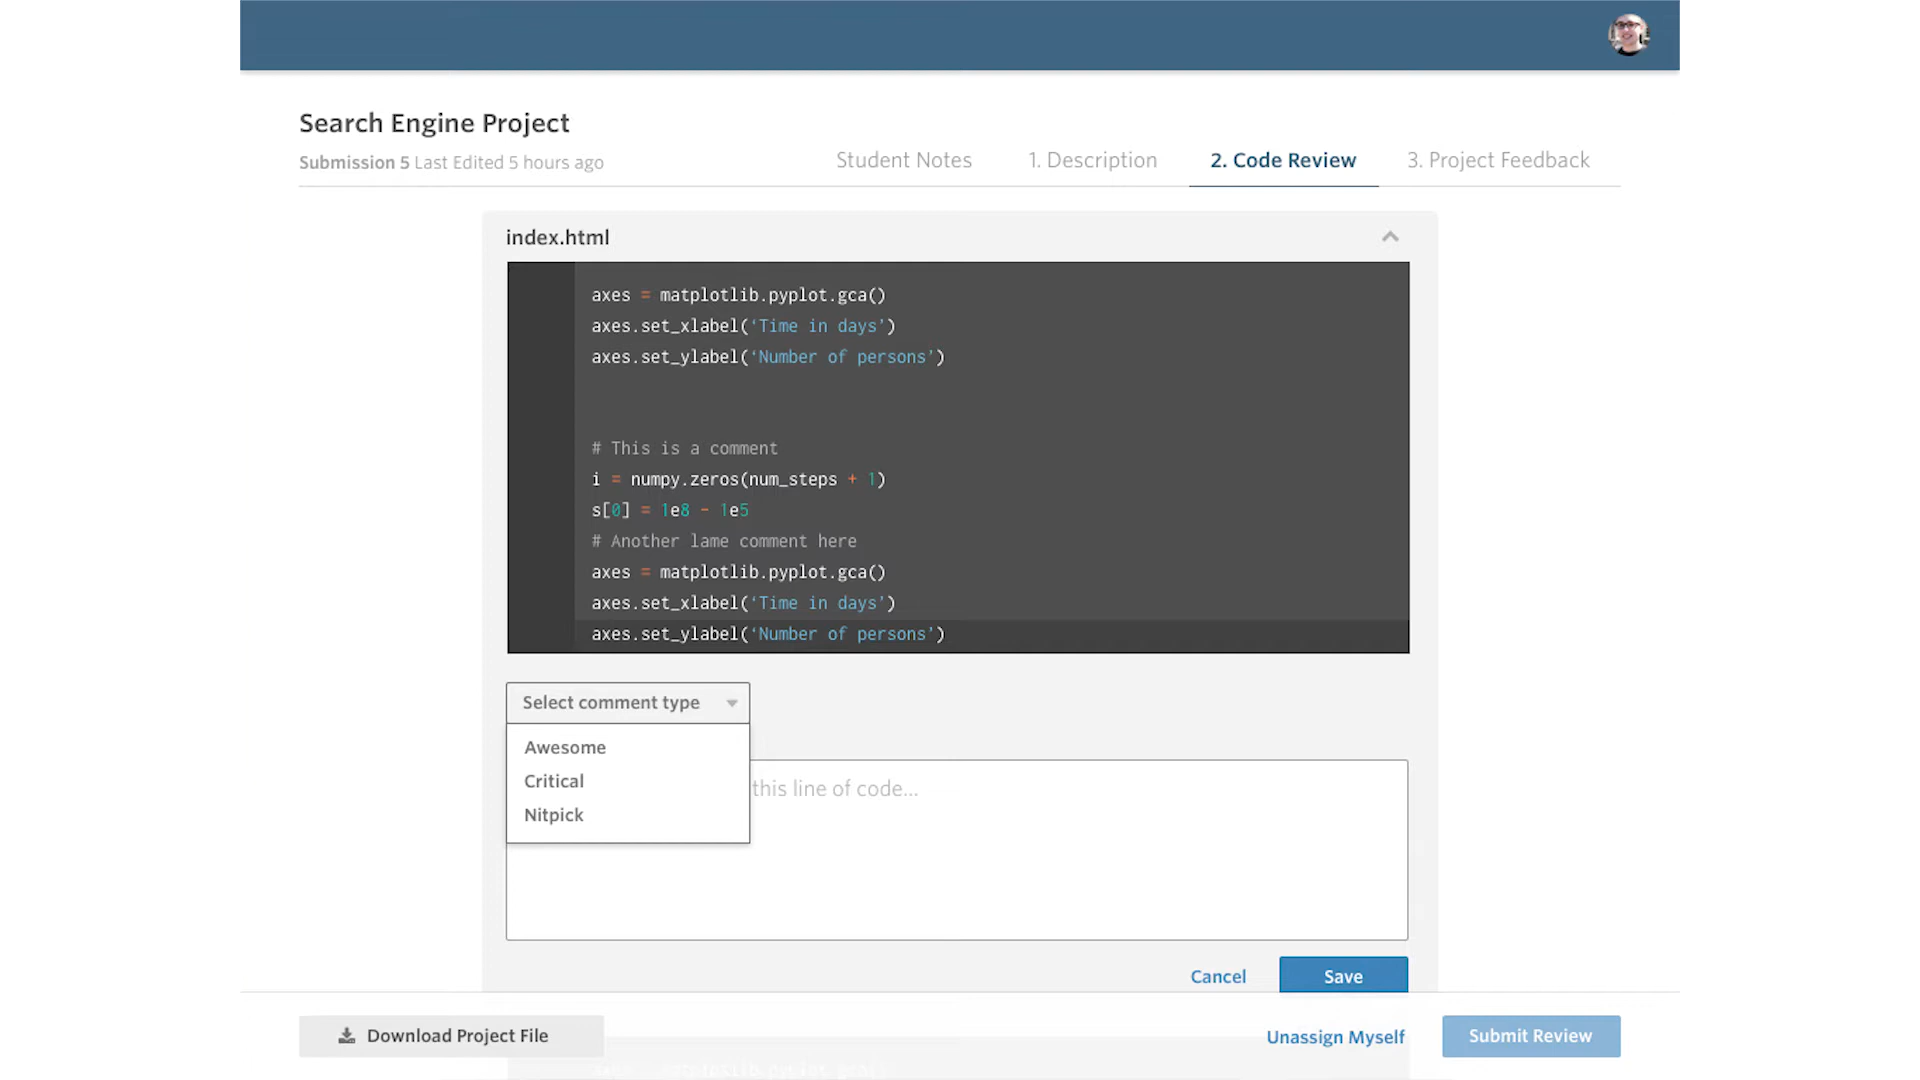 Search Engine Project
Submission 5 Last Edited 5 hours ago
Student Notes
1. Description
2. Code Review
3. Project Feedback
index.html
axes = matplotlib.pyplot.gca()
axes.set_xlabel(‘Time in days’)
axes.set_ylabel(‘Number of persons’)
# This is a comment
i = numpy.zeros(num_steps + 1)
s[0] = 1e8 - 1e5
# Another lame comment here
axes = matplotlib.pyplot.gca()
axes.set_xlabel(‘Time in days’)
axes.set_ylabel(‘Number of persons’)
Select comment type
Awesome
Critical
Nitpick
this line of code...
Cancel
Save
Download Project File
Unassign Myself
Submit Review
axes = matplotlib.pyplot.gca()